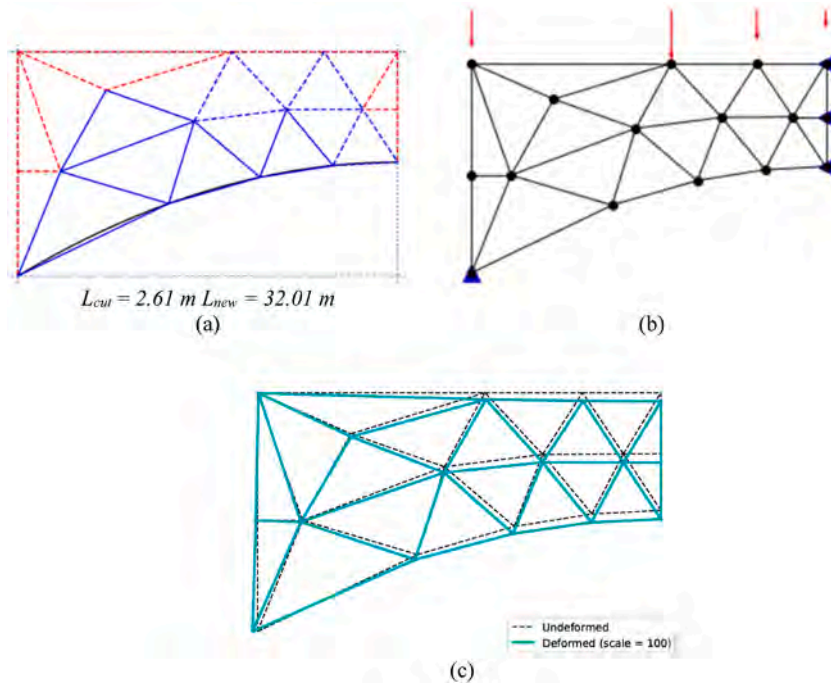 L_cut = 2.61 m L_new = 32.01 m
(a)
(b)
Undeformed
Deformed (scale = 100)
(c)